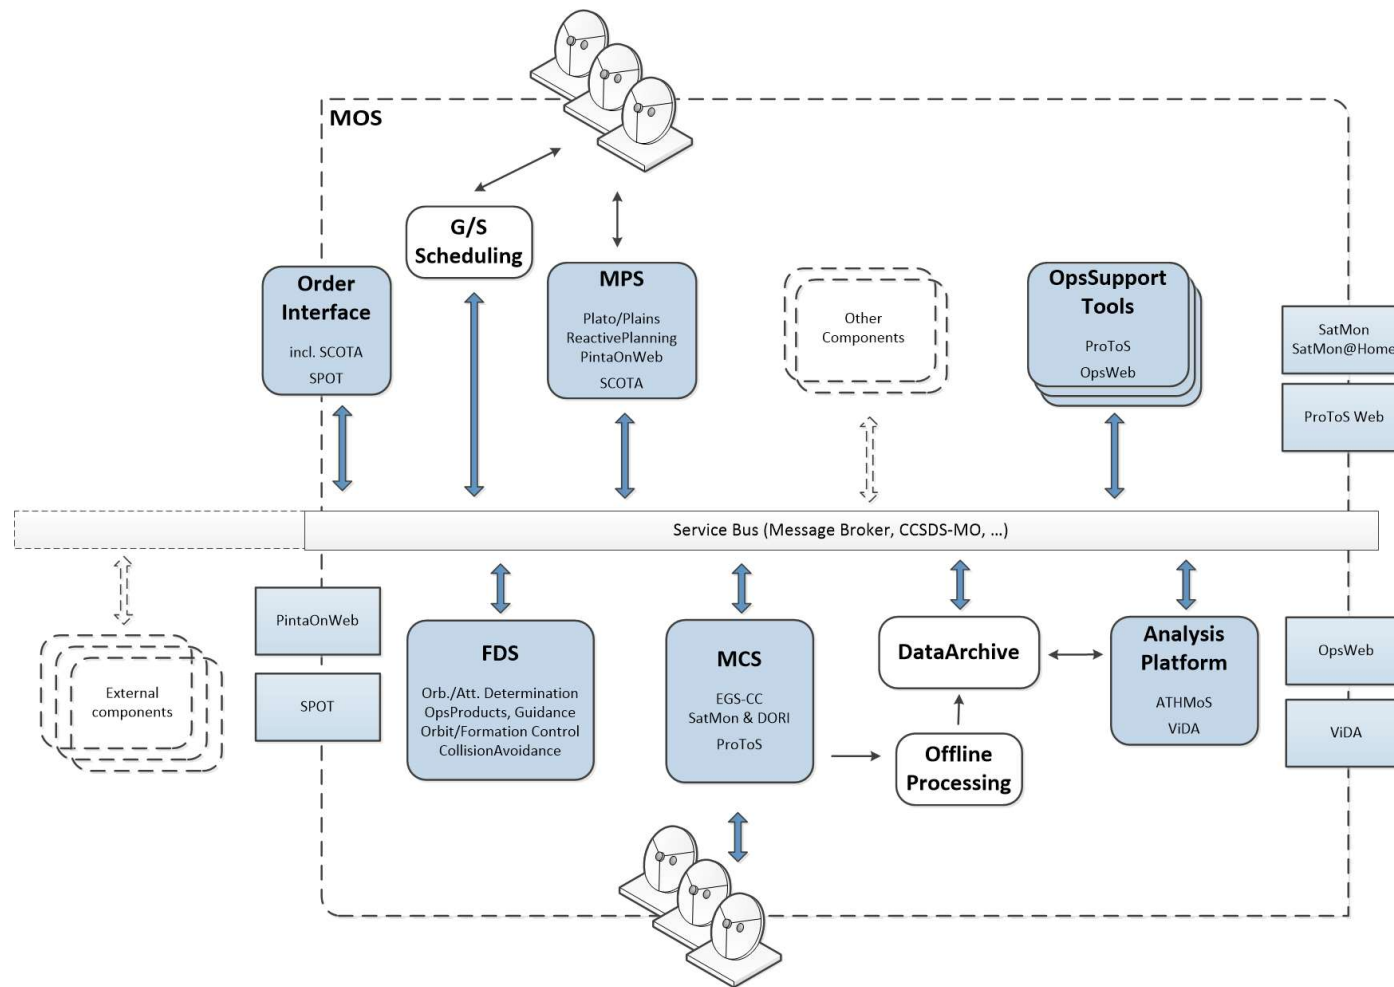 MOS
G/S
Scheduling
Order
Interface
incl. SCOTA
SPOT
MPS
Plato/Plains
ReactivePlanning
PintaOnWeb
SCOTA
Other
Components
OpsSupport
Tools
ProToS
OpsWeb
SatMon
SatMon@Home
ProToS Web
Service Bus (Message Broker, CCSDS-MO, ...)
PintaOnWeb
SPOT
External
components
FDS
Orb./Att. Determination
OpsProducts, Guidance
Orbit/Formation Control
CollisionAvoidance
MCS
EGS-CC
SatMon & DORI
ProToS
DataArchive
Offline
Processing
Analysis
Platform
ATHMoS
ViDA
OpsWeb
ViDA